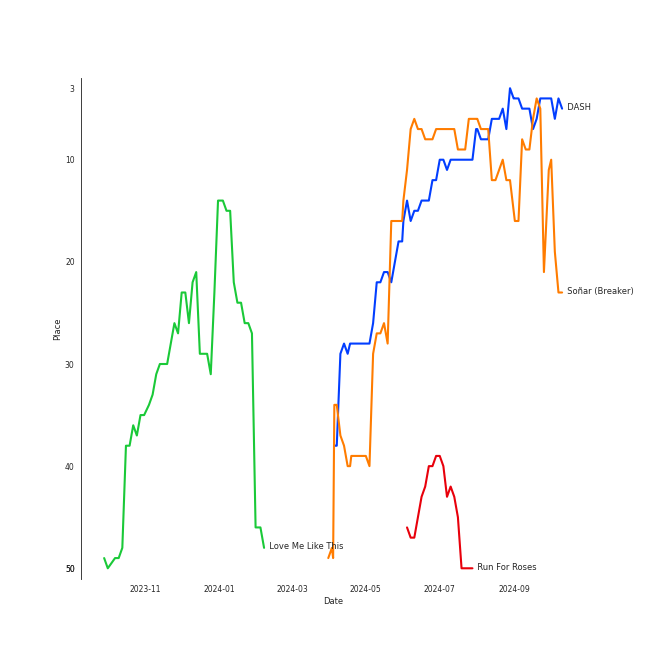 3
DASH
10
20
Soñar (Breaker)
Place
30
40
Love Me Like This
50
Run For Roses
2023-11
2024-01
2024-03
2024-05
2024-07
2024-09
Date